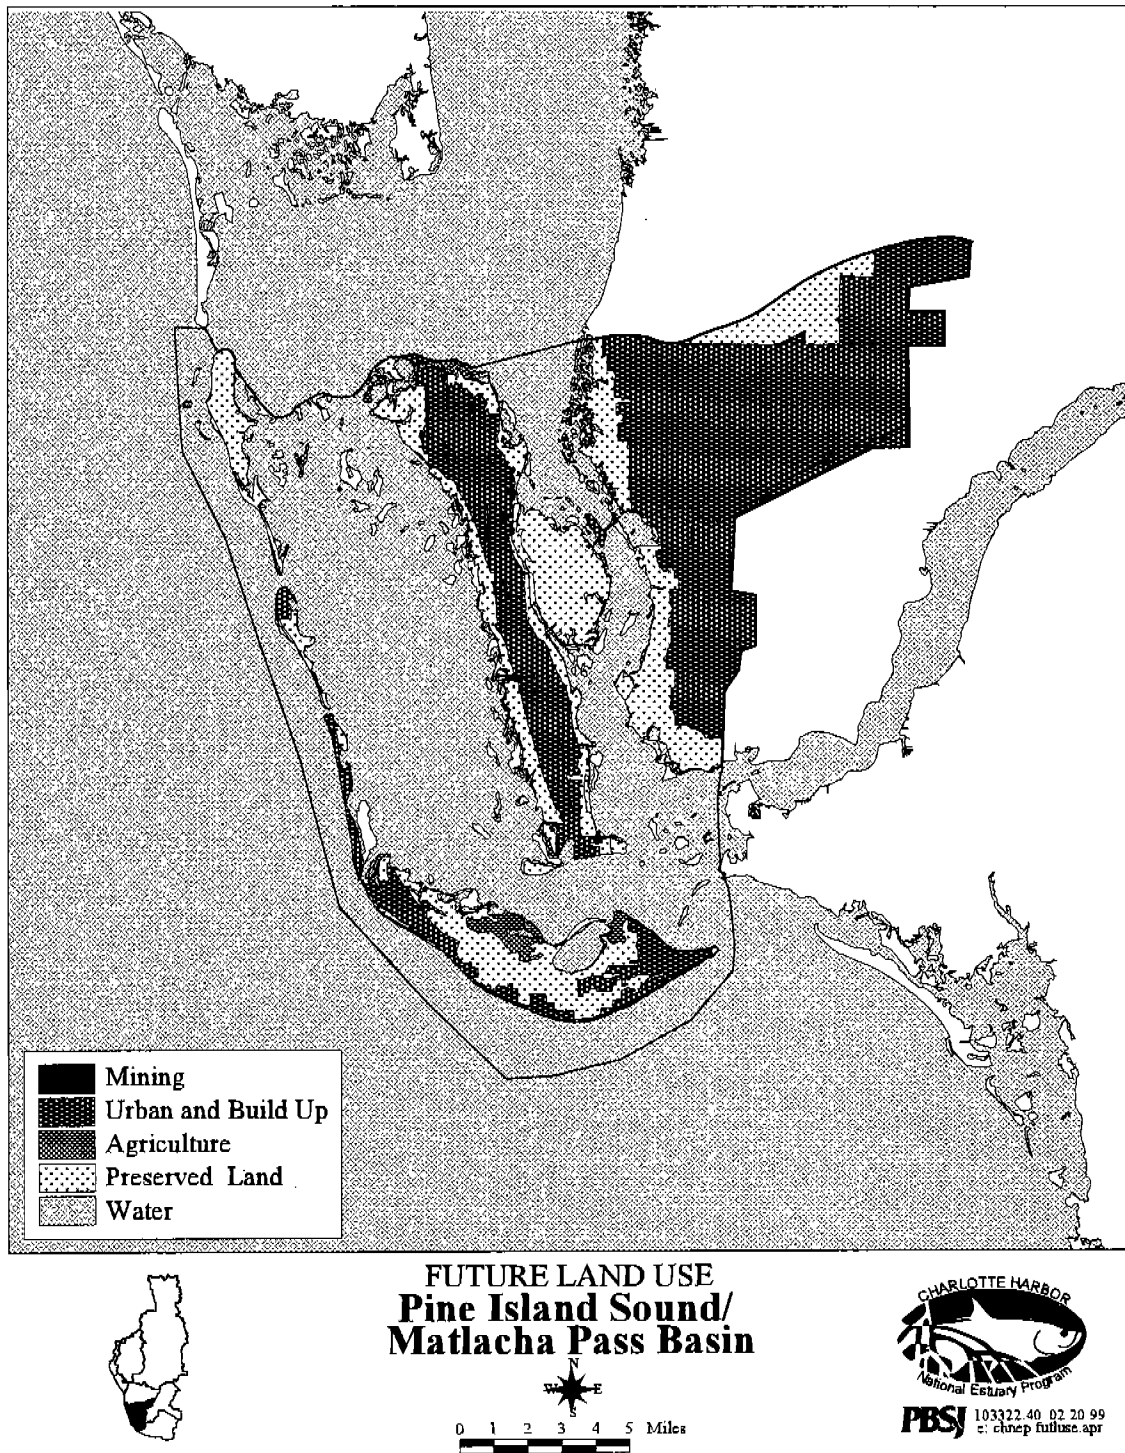 Mining
Urban and Build Up
Agriculture
Preserved Land
Water
FUTURE LAND USE
Pine Island Sound/
Matlacha Pass Basin
N
W E
S
0 1 2 3 4 5 Miles
CHARLOTTE HARBOR
National Estuary Program
PBSJ 103322.40 02 20 99
e: chnep futluse.apr